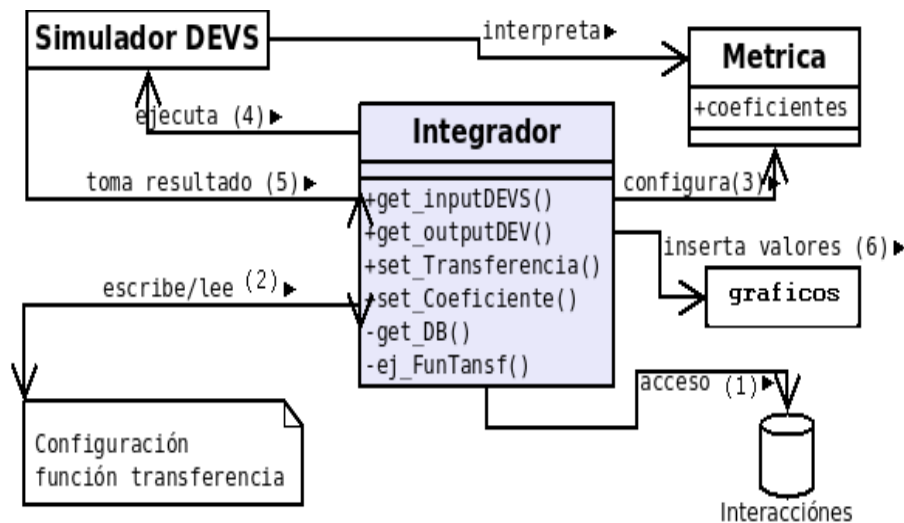 Simulador DEVS
interpreta
Metrica
+coeficientes
ejecuta (4)
Integrador
toma resultado (5)
configura(3)
+get_inputDEVS()
+get_outputDEV()
+set_Transferencia()
+set_Coeficiente()
-get_DB()
-ej_FunTansf()
inserta valores (6)
graficos
escribe/lee (2)
acceso (1)
Configuración
función transferencia
Interacciónes